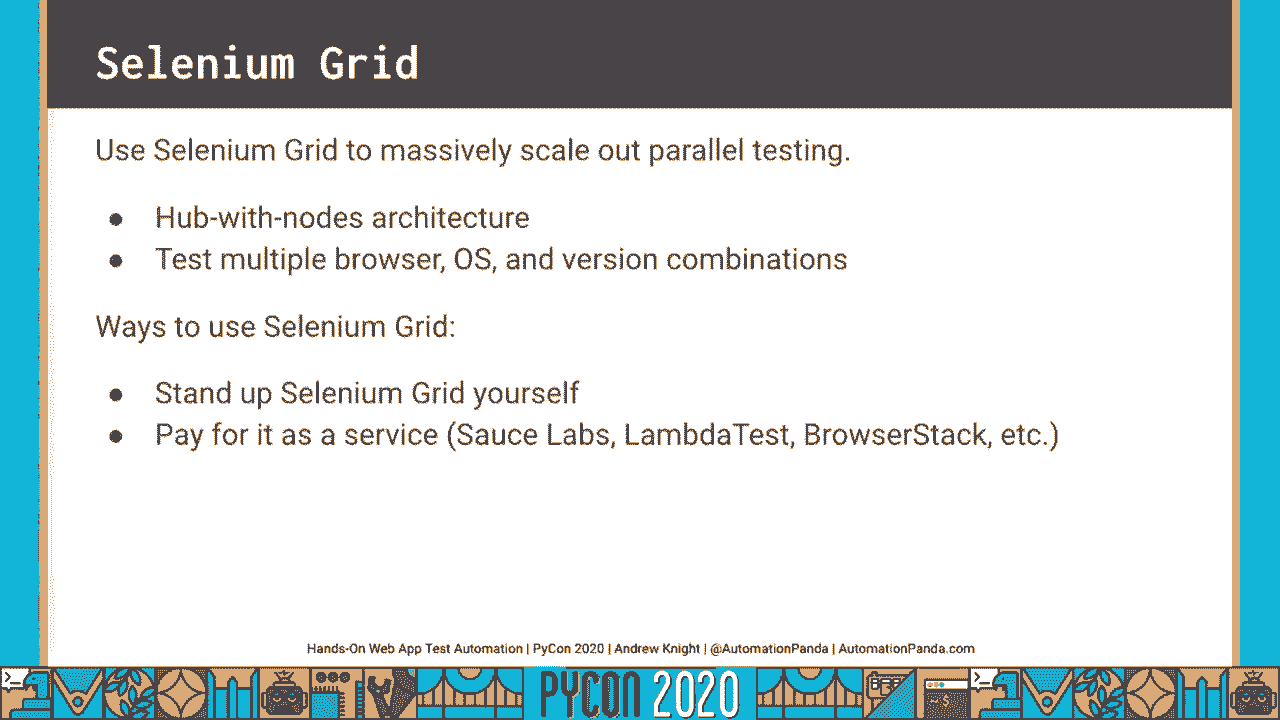 Selenium Grid
Use Selenium Grid to massively scale out parallel testing.
● Hub-with-nodes architecture
● Test multiple browser, OS, and version combinations
Ways to use Selenium Grid:
● Stand up Selenium Grid yourself
● Pay for it as a service (Sauce Labs, LambdaTest, BrowserStack, etc.)
Hands-On Web App Test Automation | PyCon 2020 | Andrew Knight | @AutomationPanda | AutomationPanda.com
PYCON 2020